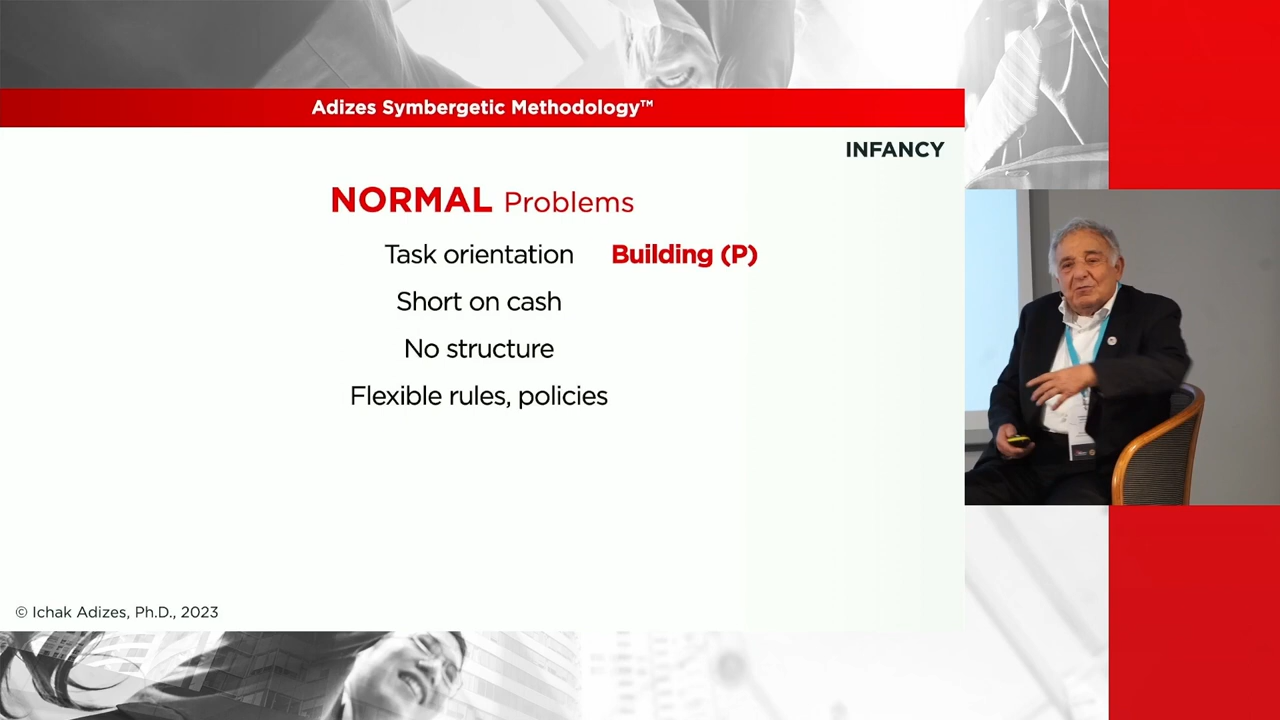 Adizes Symbergetic Methodology™
INFANCY
NORMAL Problems
Task orientation Building (P)
Short on cash
No structure
Flexible rules, policies
© Ichak Adizes, Ph.D., 2023